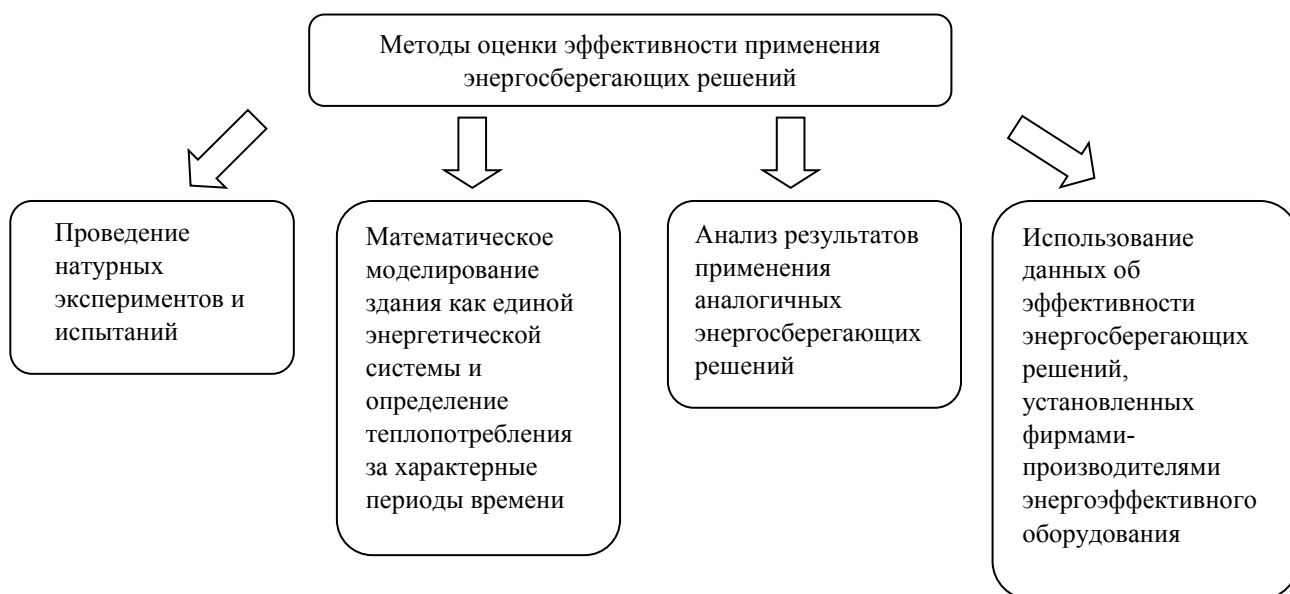 Методы оценки эффективности применения
энергосберегающих решений
Проведение
натурных
экспериментов и
испытаний
Математическое
моделирование
здания как единой
энергетической
системы и
определение
теплопотребления
за характерные
периоды времени
Анализ результатов
применения
аналогичных
энергосберегающих
решений
Использование
данных об
эффективности
энергосберегающих
решений,
установленных
фирмами-
производителями
энергоэффективного
оборудования